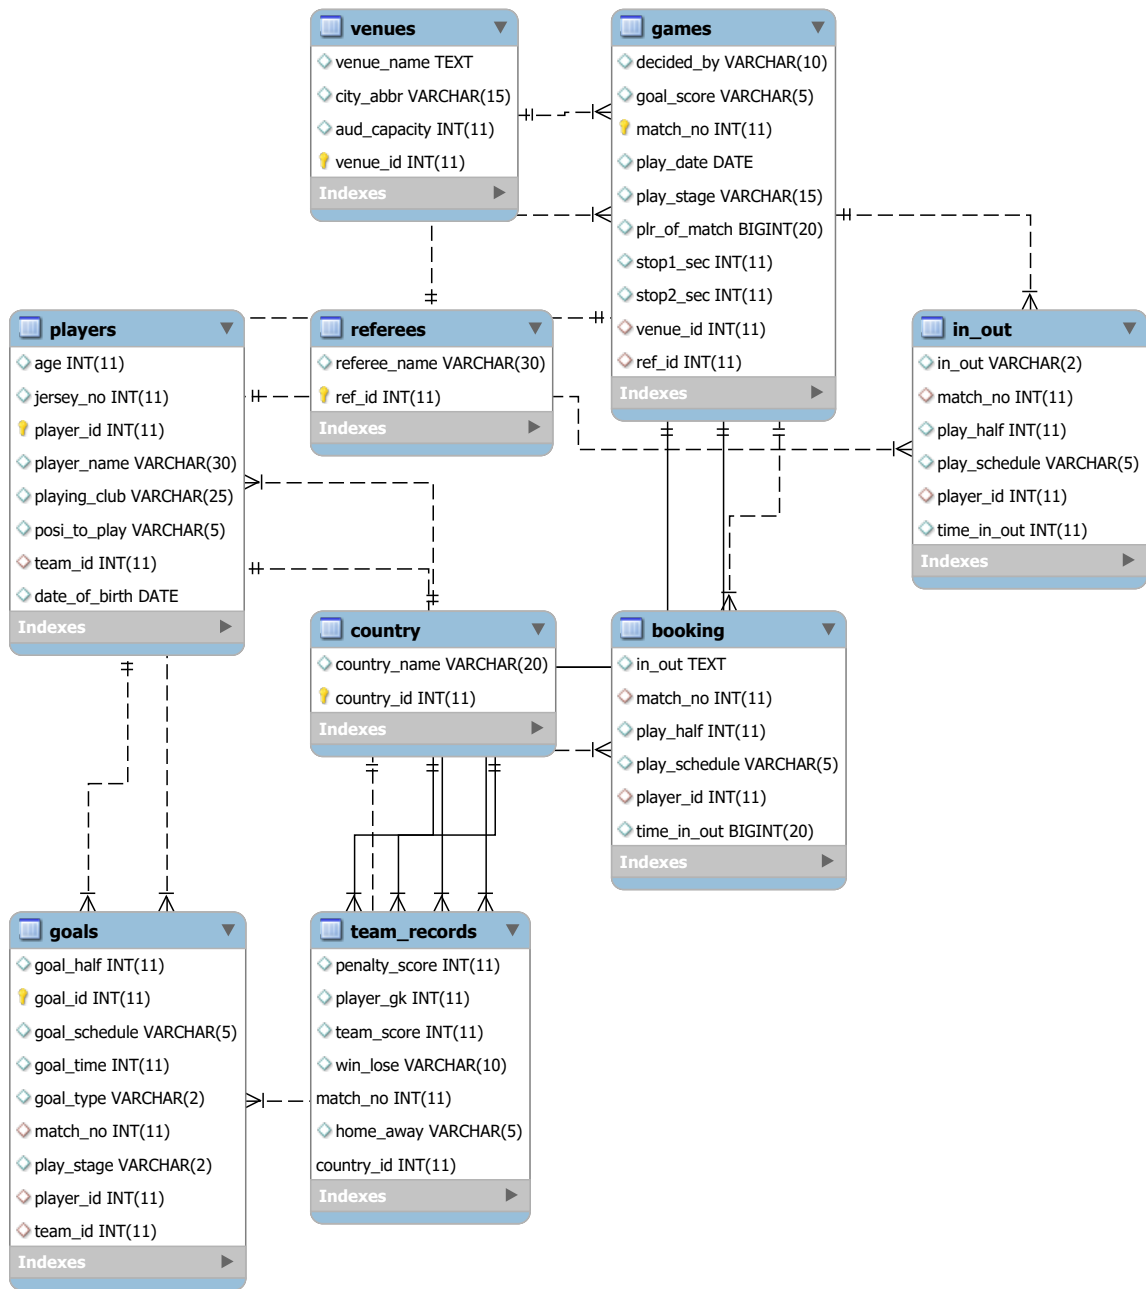 venues
venue_name TEXT
city_abbr VARCHAR(15)
aud_capacity INT(11)
venue_id INT(11)
Indexes
games
decided_by VARCHAR(10)
goal_score VARCHAR(5)
match_no INT(11)
play_date DATE
play_stage VARCHAR(15)
plr_of_match BIGINT(20)
stop1_sec INT(11)
stop2_sec INT(11)
venue_id INT(11)
ref_id INT(11)
Indexes
players
age INT(11)
jersey_no INT(11)
player_id INT(11)
player_name VARCHAR(30)
playing_club VARCHAR(25)
posi_to_play VARCHAR(5)
team_id INT(11)
date_of_birth DATE
Indexes
referees
referee_name VARCHAR(30)
ref_id INT(11)
Indexes
in_out
in_out VARCHAR(2)
match_no INT(11)
play_half INT(11)
play_schedule VARCHAR(5)
player_id INT(11)
time_in_out INT(11)
Indexes
country
country_name VARCHAR(20)
country_id INT(11)
Indexes
booking
in_out TEXT
match_no INT(11)
play_half INT(11)
play_schedule VARCHAR(5)
player_id INT(11)
time_in_out BIGINT(20)
Indexes
goals
goal_half INT(11)
goal_id INT(11)
goal_schedule VARCHAR(5)
goal_time INT(11)
goal_type VARCHAR(2)
match_no INT(11)
play_stage VARCHAR(2)
player_id INT(11)
team_id INT(11)
Indexes
team_records
penalty_score INT(11)
player_gk INT(11)
team_score INT(11)
win_lose VARCHAR(10)
match_no INT(11)
home_away VARCHAR(5)
country_id INT(11)
Indexes